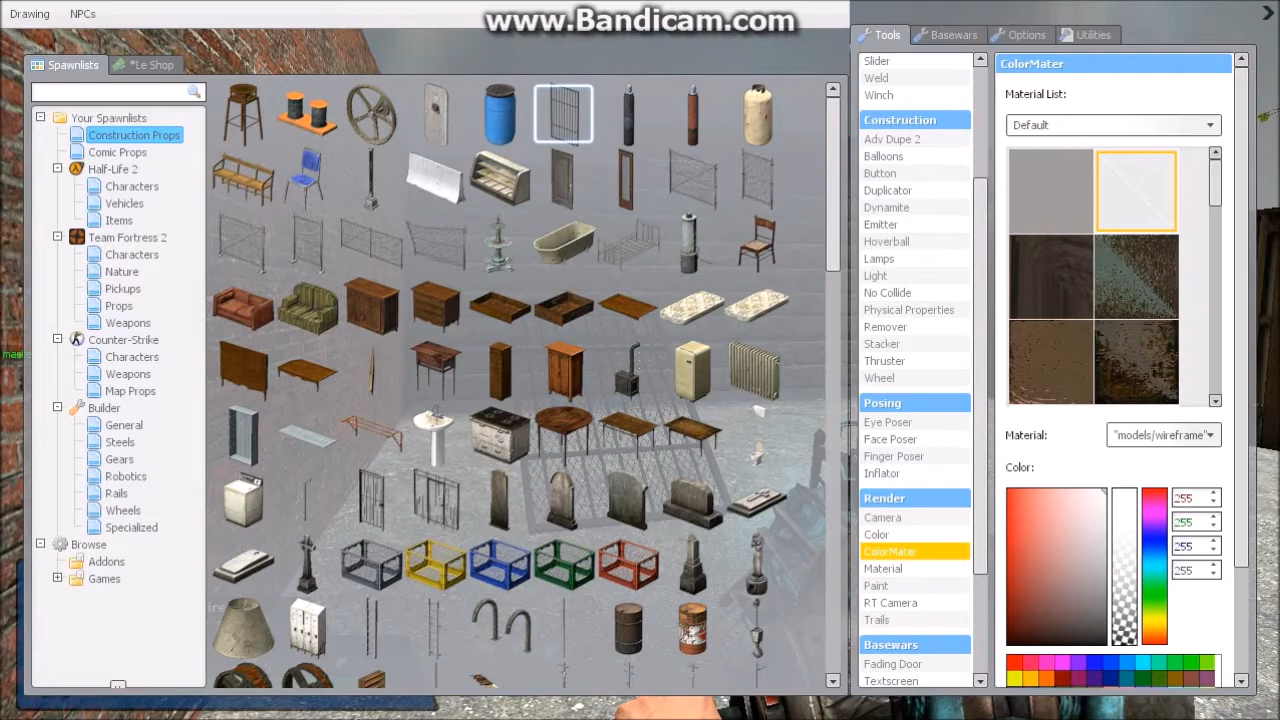 Drawing NPCs
www.Bandicam.com
Spawnlists *Le Shop
Your Spawnlists
Construction Props
Comic Props
Half-Life 2
Characters
Vehicles
Items
Team Fortress 2
Characters
Nature
Pickups
Props
Weapons
Counter-Strike
Characters
Weapons
Map Props
Builder
General
Steels
Gears
Robotics
Rails
Wheels
Specialized
Browse
Addons
Games
Tools Basewars Options Utilities
Slider
Weld
Winch
Construction
Adv Dupe 2
Balloons
Button
Duplicator
Dynamite
Emitter
Hoverball
Lamps
Light
No Collide
Physical Properties
Remover
Stacker
Thruster
Wheel
Posing
Eye Poser
Face Poser
Finger Poser
Inflator
Render
Camera
Color
ColorMater
Material
Paint
RT Camera
Trails
Basewars
Fading Door
Textscreen
ColorMater
Material List:
Default
Material: "models/wireframe"
Color:
255
255
255
255